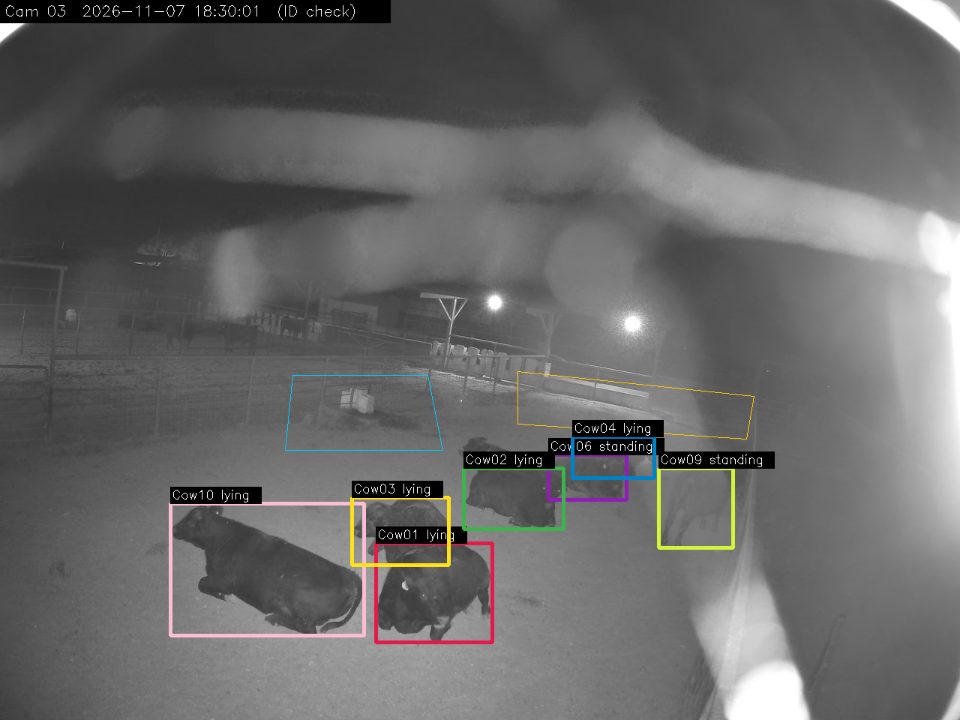 Cam 03 2026-11-07 18:30:01 (ID check)
Cow04 lying
Cow06 standing
Cow02 lying
Cow09 standing
Cow10 lying
Cow03 lying
Cow01 lying